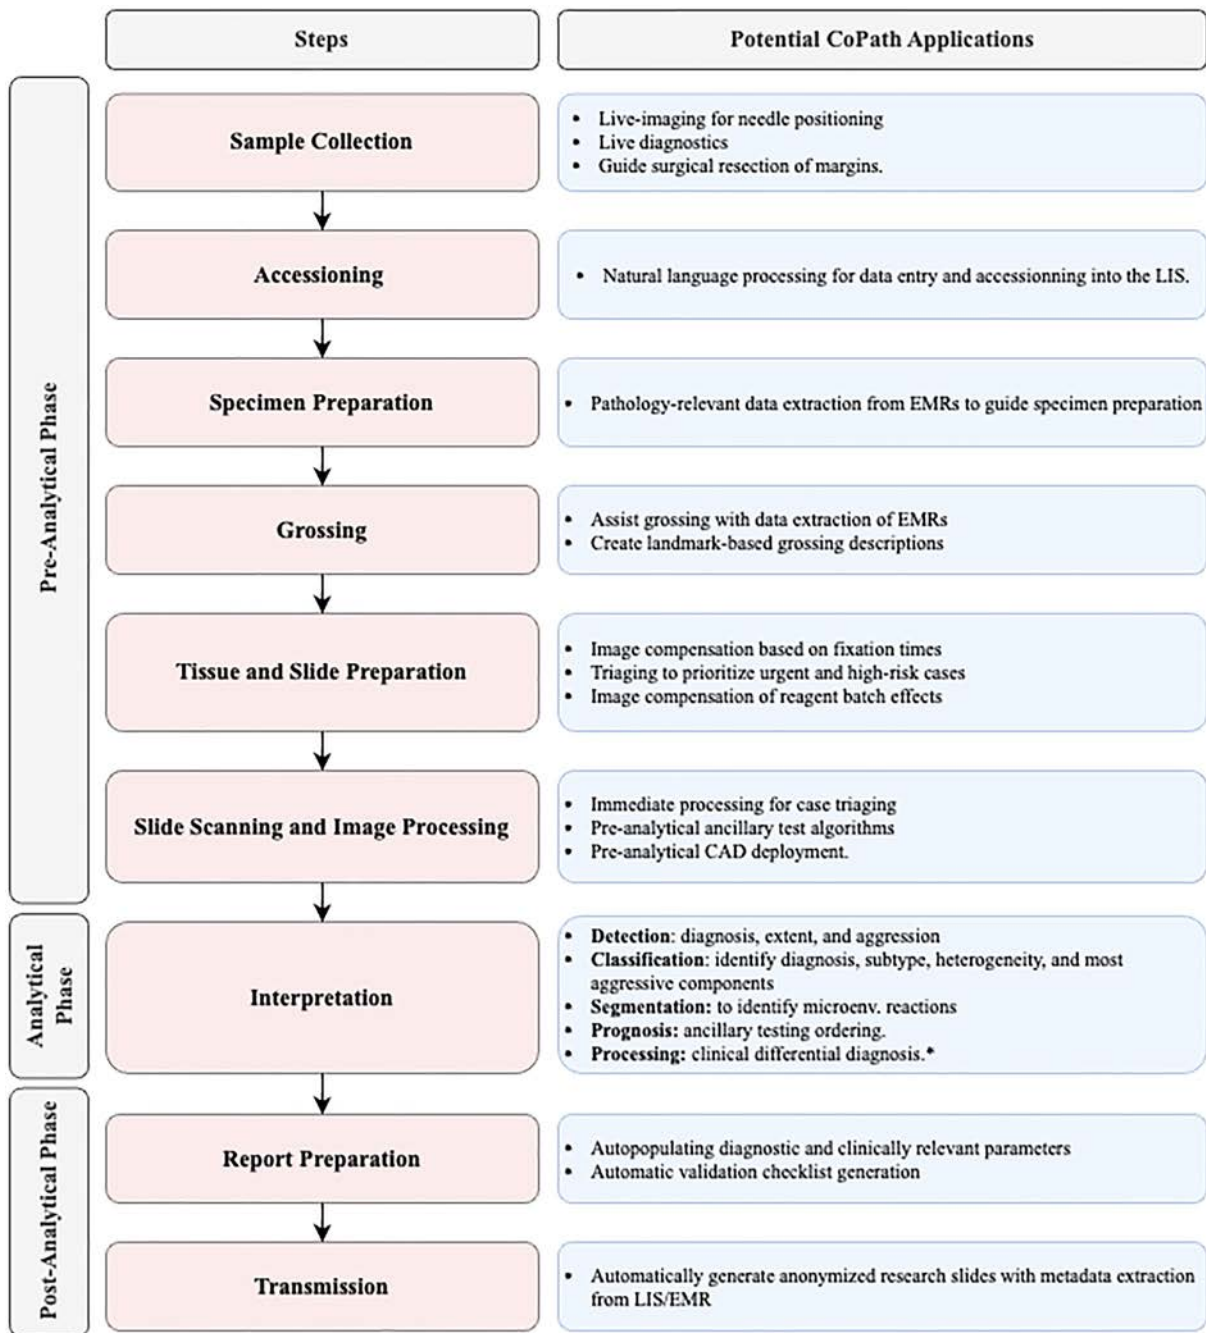 Steps
Potential CoPath Applications
Pre-Analytical Phase
Sample Collection
• Live-imaging for needle positioning
• Live diagnostics
• Guide surgical resection of margins.
Accessioning
• Natural language processing for data entry and accessionning into the LIS.
Specimen Preparation
• Pathology-relevant data extraction from EMRs to guide specimen preparation
Grossing
• Assist grossing with data extraction of EMRs
• Create landmark-based grossing descriptions
Tissue and Slide Preparation
• Image compensation based on fixation times
• Triaging to prioritize urgent and high-risk cases
• Image compensation of reagent batch effects
Slide Scanning and Image Processing
• Immediate processing for case triaging
• Pre-analytical ancillary test algorithms
• Pre-analytical CAD deployment.
Analytical
Phase
Interpretation
• Detection: diagnosis, extent, and aggression
• Classification: identify diagnosis, subtype, heterogeneity, and most
aggressive components
• Segmentation: to identify microenv. reactions
• Prognosis: ancillary testing ordering.
• Processing: clinical differential diagnosis.*
Post-Analytical Phase
Report Preparation
• Autopopulating diagnostic and clinically relevant parameters
• Automatic validation checklist generation
Transmission
• Automatically generate anonymized research slides with metadata extraction
from LIS/EMR